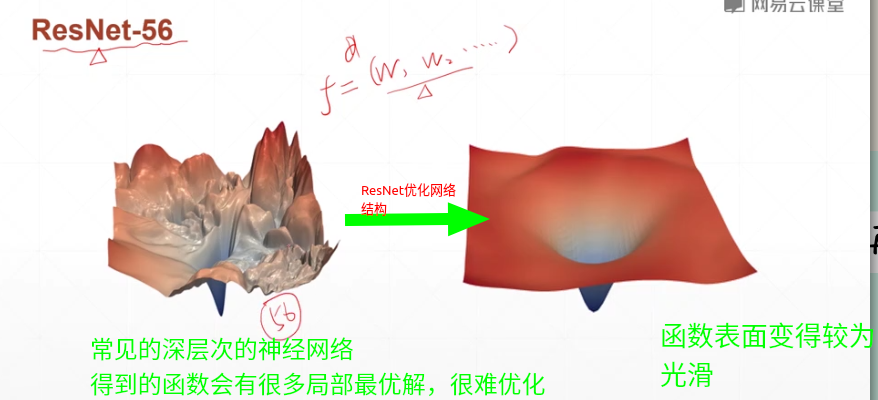 网易云课堂
ResNet-56
f = (w, w₂ ......)
ResNet优化网络
结构
56
常见的深层次的神经网络
得到的函数会有很多局部最优解，很难优化
函数表面变得较为
光滑